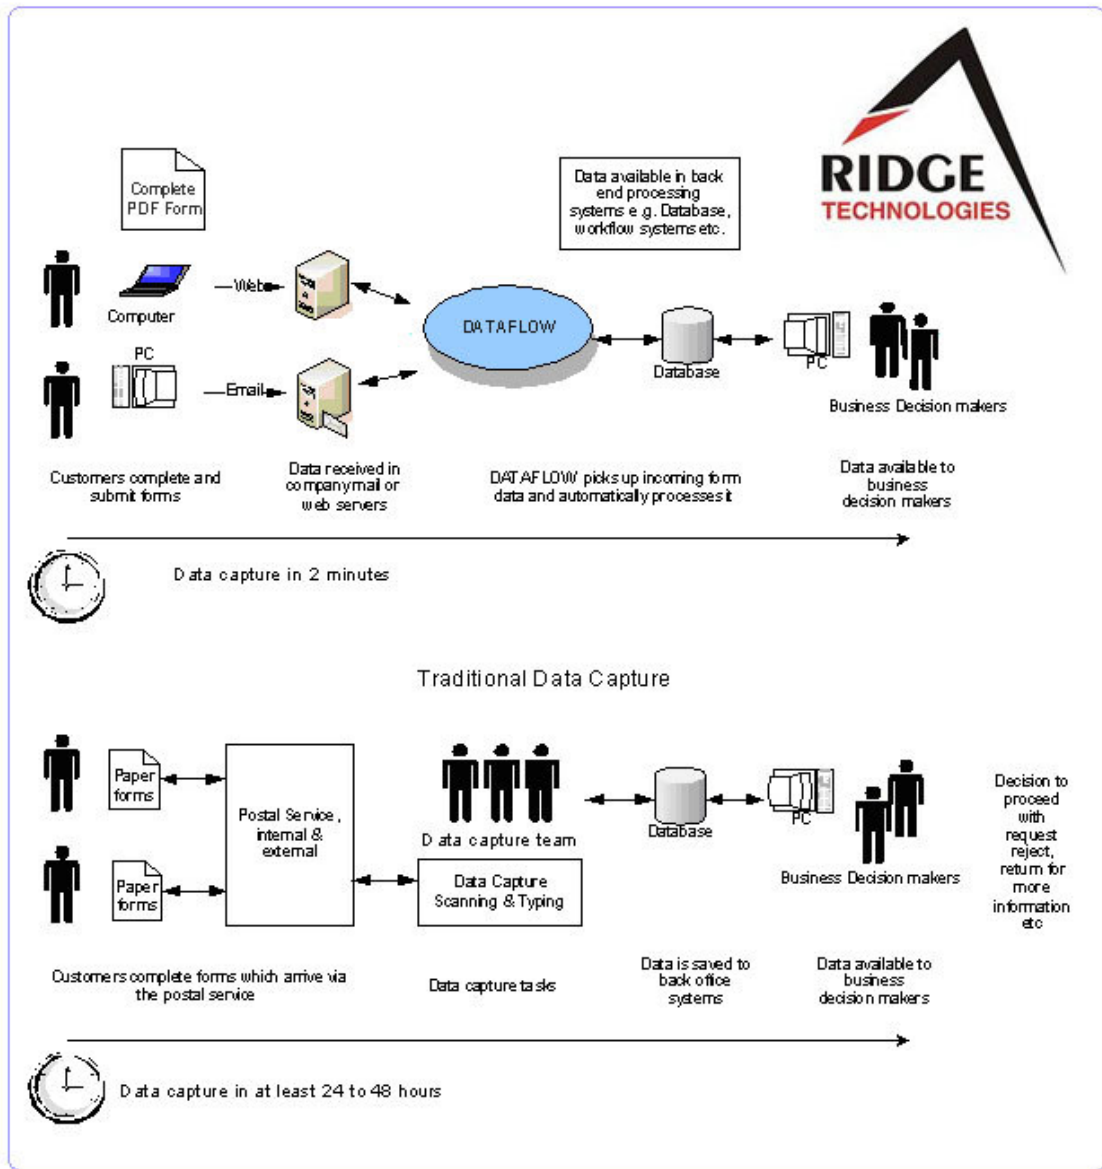 Complete
PDF Form
Data available in back
end processing
systems e.g. Database,
workflow systems etc.
RIDGE
TECHNOLOGIES
Web
Computer
DATAFLOW
PC
Email
Database
PC
Business Decision makers
Customers complete and
submit forms
Data received in
company mail or
web servers
DATAFLOW picks up incoming form
data and automatically processes it
Data available to
business
decision makers
Data capture in 2 minutes
Traditional Data Capture
Paper
forms
Paper
forms
Postal Service,
internal &
external
Data capture team
Data Capture
Scanning & Typing
Database
PC
Business Decision makers
Decision to
proceed
with
request
reject,
return for
more
information
etc
Customers complete forms which arrive via
the postal service
Data capture tasks
Data is saved to
back office
systems
Data available to
business
decision makers
Data capture in at least 24 to 48 hours